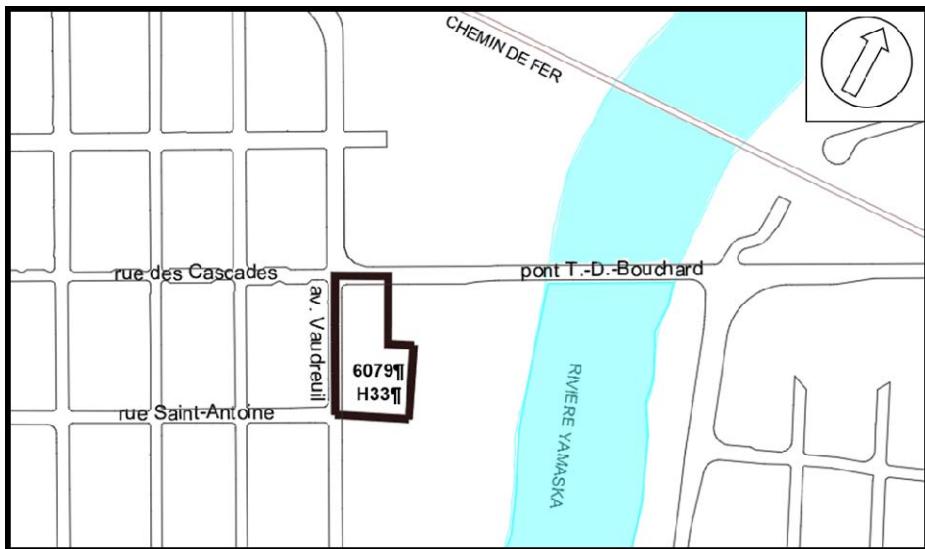 CHEMIN DE FER
rue des Cascades
pont T.-D.-Bouchard
av. Vaudreuil
6079¶
H33¶
rue Saint-Antoine
RIVIERE YAMASKA